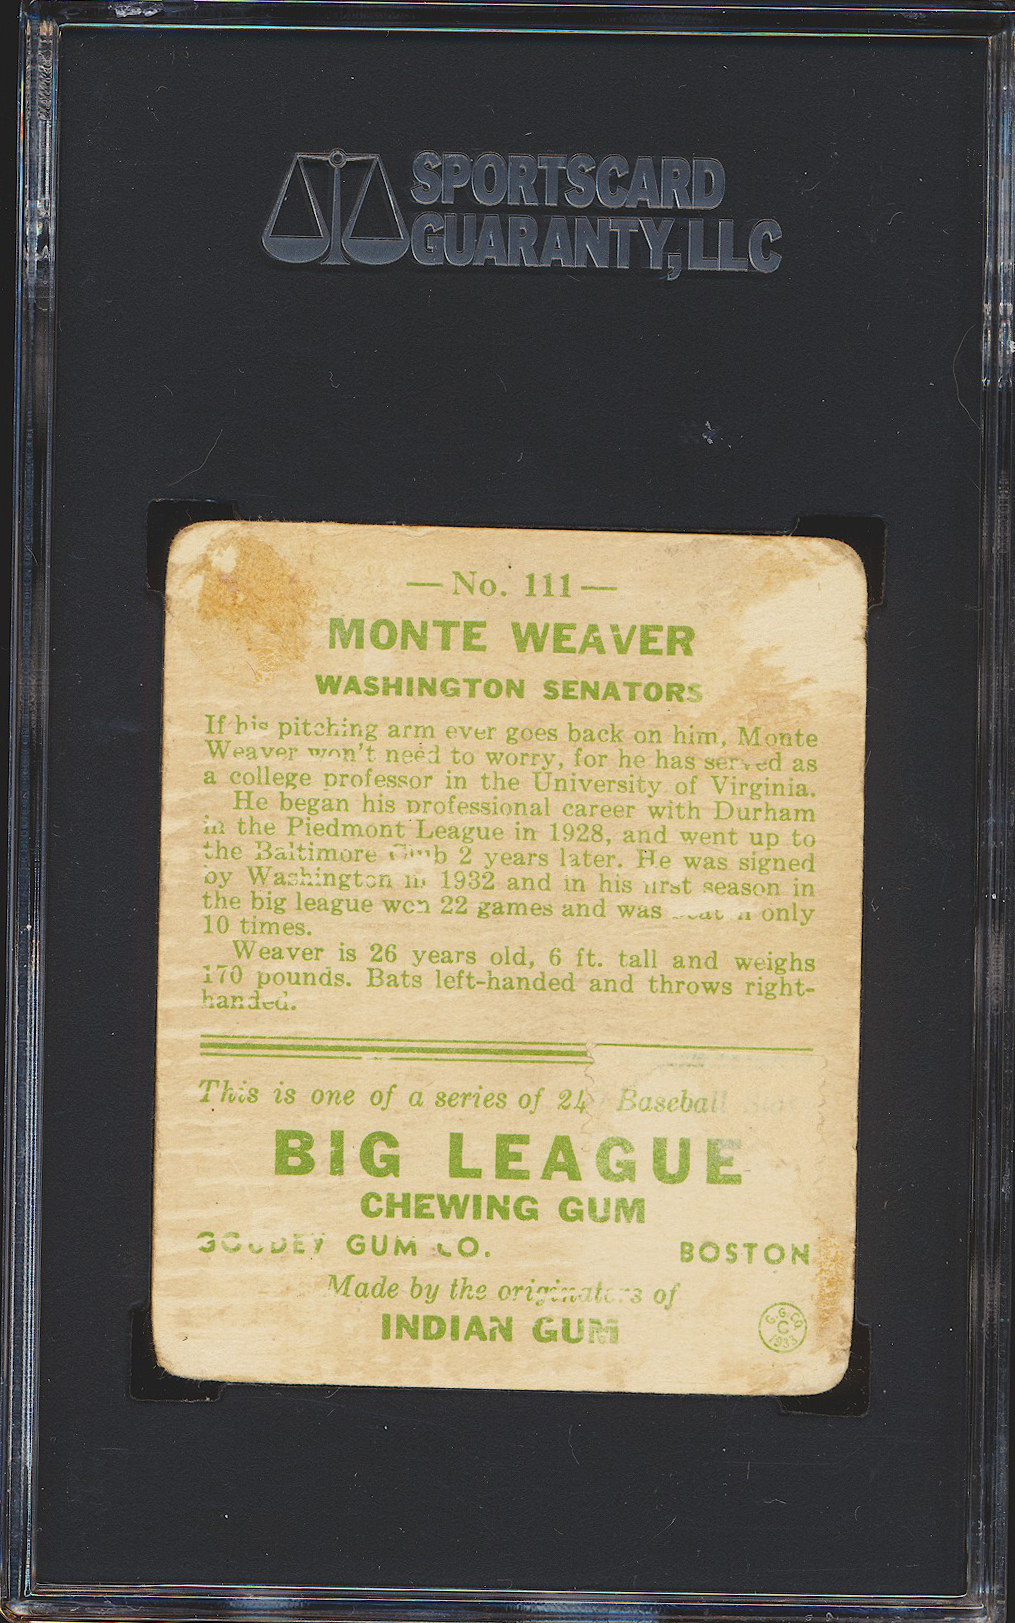 SPORTSCARD
GUARANTY, LLC
— No. 111 —
MONTE WEAVER
WASHINGTON SENATORS
If his pitching arm ever goes back on him, Monte
Weaver won't need to worry, for he has served as
a college professor in the University of Virginia.
He began his professional career with Durham
in the Piedmont League in 1928, and went up to
the Baltimore Club 2 years later. He was signed
by Washington in 1932 and in his first season in
the big league won 22 games and was only
10 times.
Weaver is 26 years old, 6 ft. tall and weighs
170 pounds. Bats left-handed and throws right-
handed.
This is one of a series of 24 Baseball
BIG LEAGUE
CHEWING GUM
GOUDEY GUM CO. BOSTON
Made by the originators of
INDIAN GUM
G. G. CO.
C
1933